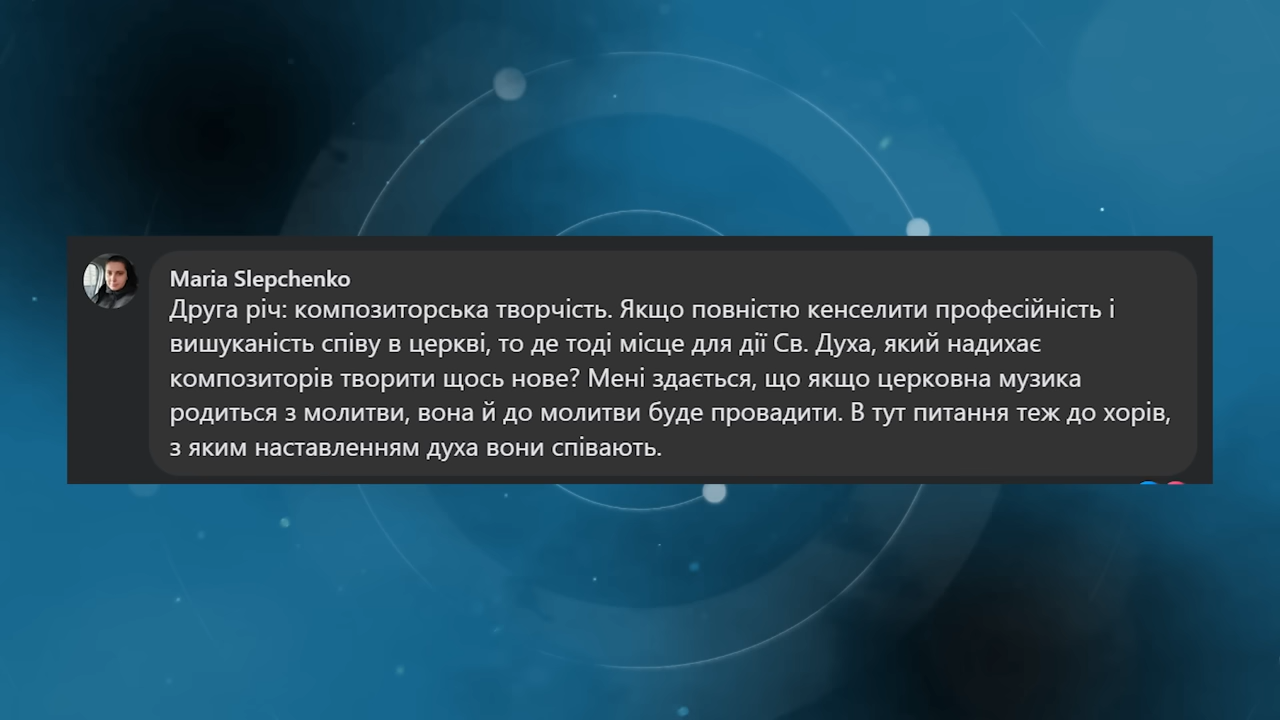 Maria Slepchenko
Друга річ: композиторська творчість. Якщо повністю кенселити професійність і
вишуканість співу в церкві, то де тоді місце для дії Св. Духа, який надихає
композиторів творити щось нове? Мені здається, що якщо церковна музика
родиться з молитви, вона й до молитви буде провадити. В тут питання теж до хорів,
з яким наставленням духа вони співають.